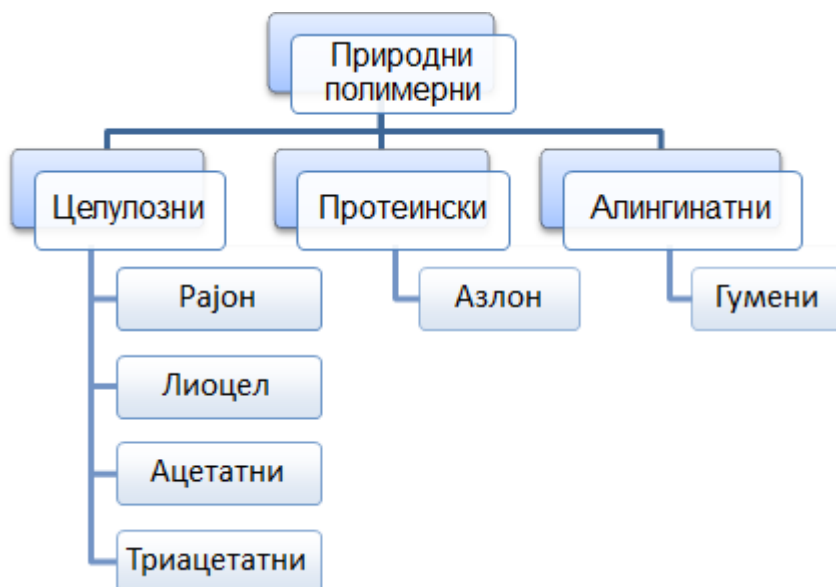 Природни
полимерни
Целулозни
Протеински
Алингинатни
Рајон
Азлон
Гумени
Лиоцел
Ацетатни
Триацетатни